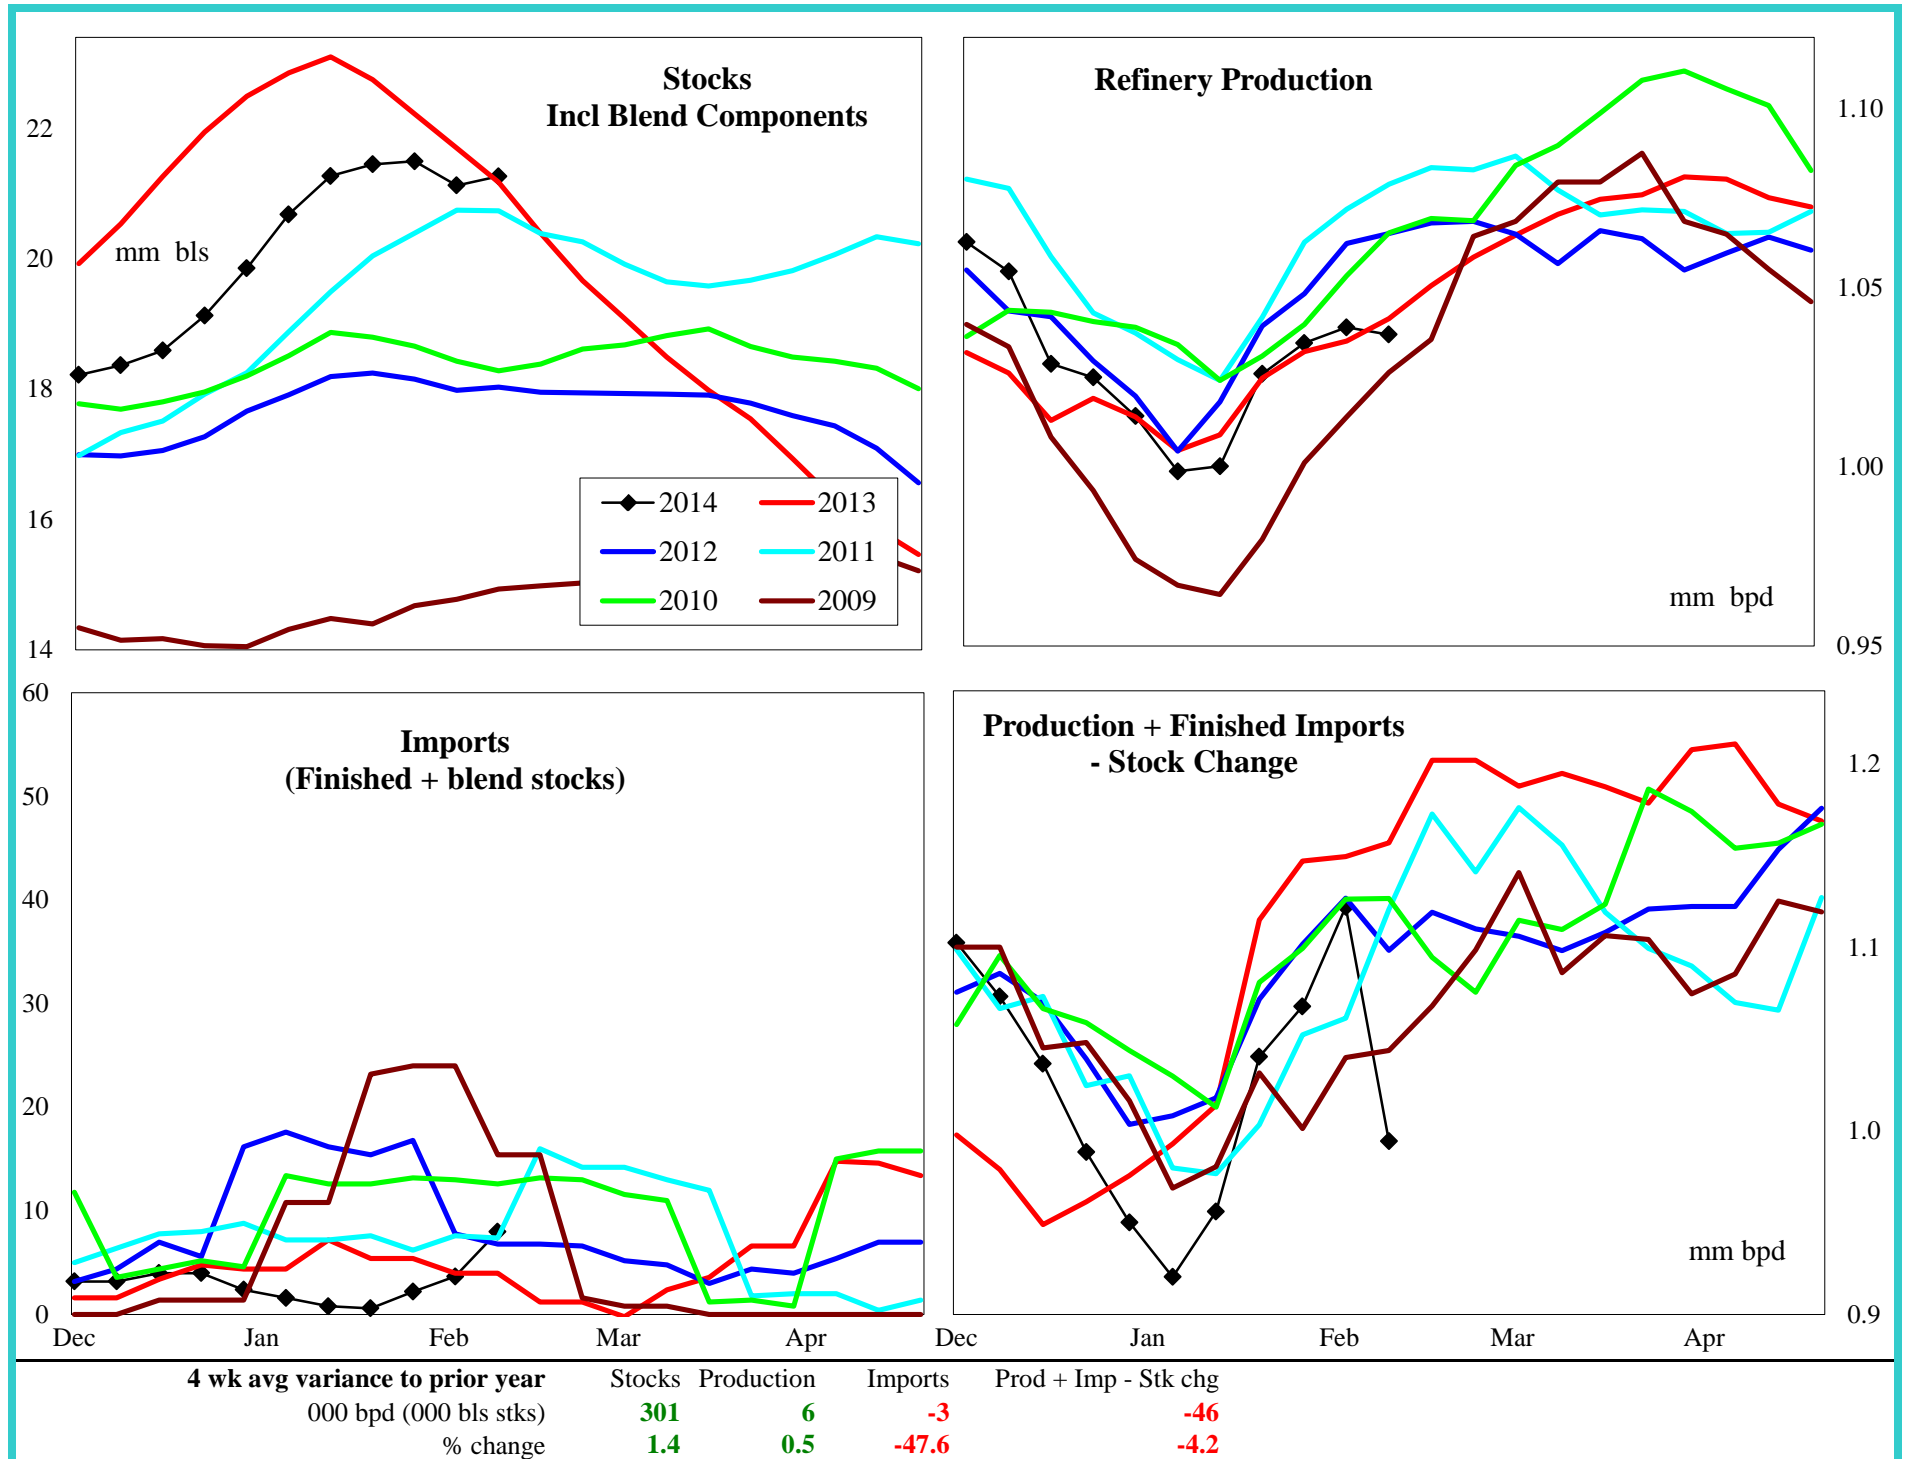 Stocks
Incl Blend Components
mm bls
22
20
18
16
14
2014 2013
2012 2011
2010 2009
Refinery Production
1.10
1.05
1.00
0.95
mm bpd
Imports
(Finished + blend stocks)
60
50
40
30
20
10
0
Dec Jan Feb Mar Apr
Production + Finished Imports
- Stock Change
1.2
1.1
1.0
0.9
mm bpd
Dec Jan Feb Mar Apr
4 wk avg variance to prior year Stocks Production Imports Prod + Imp - Stk chg
000 bpd (000 bls stks) 301 6 -3 -46
% change 1.4 0.5 -47.6 -4.2